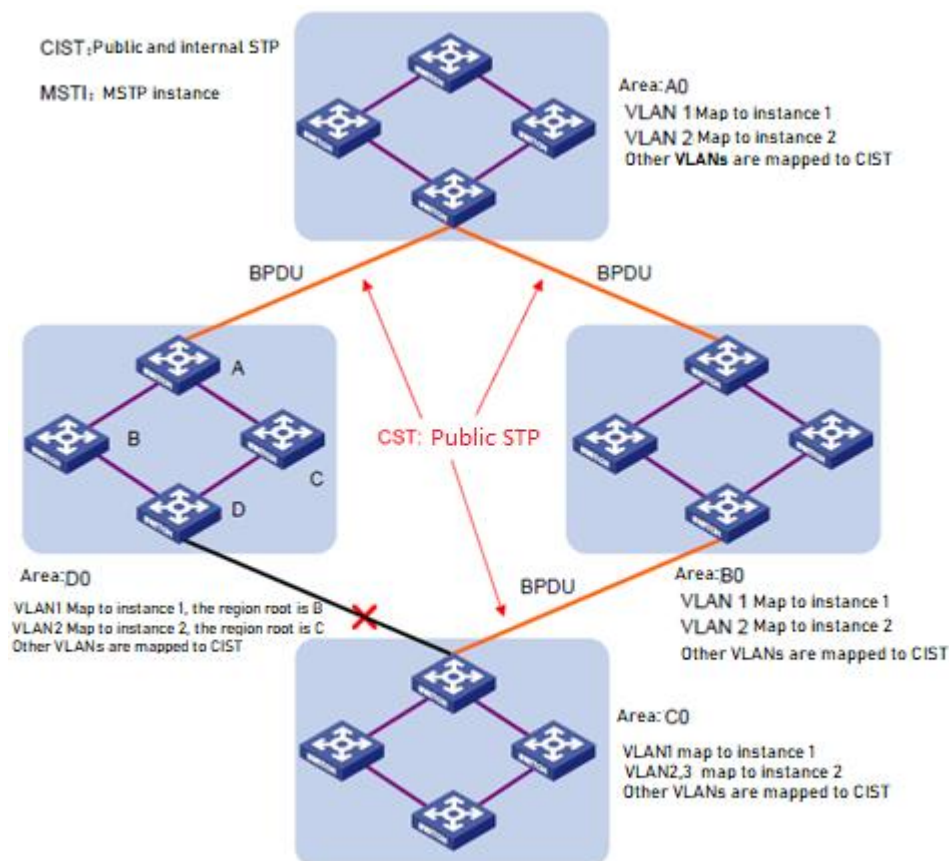 CIST:Public and internal STP
MSTI: MSTP instance
Area:A0
VLAN 1 Map to instance 1
VLAN 2 Map to instance 2
Other VLANs are mapped to CIST
BPDU
BPDU
A
B
C
D
CST: Public STP
Area:D0
VLAN1 Map to instance 1, the region root is B
VLAN2 Map to instance 2, the region root is C
Other VLANs are mapped to CIST
BPDU
Area:B0
VLAN 1 Map to instance 1
VLAN 2 Map to instance 2
Other VLANs are mapped to CIST
Area:C0
VLAN1 map to instance 1
VLAN2,3 map to instance 2
Other VLANs are mapped to CIST